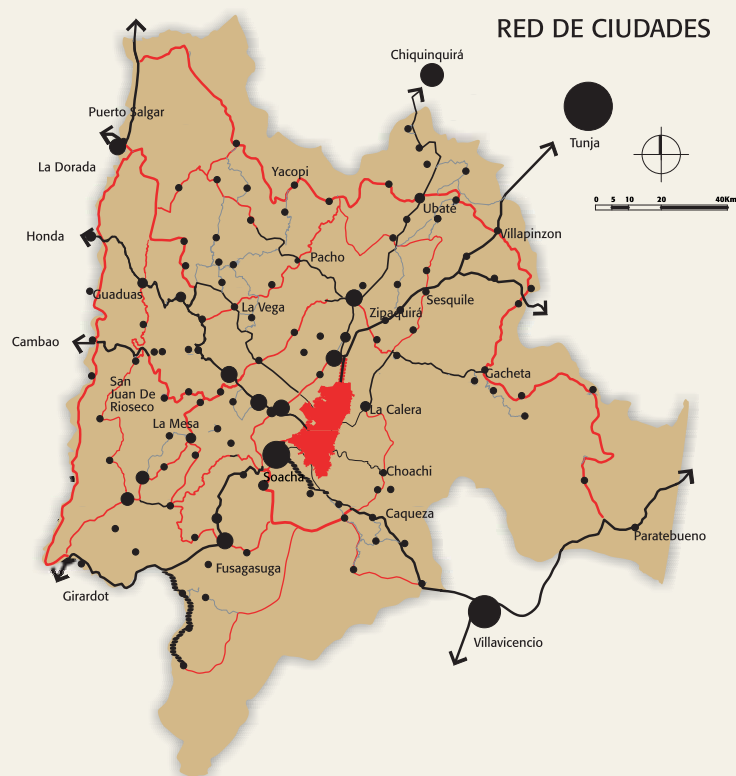 RED DE CIUDADES
Chiquinquirá
Tunja
Puerto Salgar
La Dorada
Yacopi
0 5 10 20 40Km
Ubaté
Honda
Villapinzon
Pacho
Guaduas
La Vega
Zipaquirá
Sesquile
Cambao
Gacheta
San
Juan De
Rioseco
La Calera
La Mesa
Choachi
Soacha
Caqueza
Paratebueno
Fusagasuga
Girardot
Villavicencio